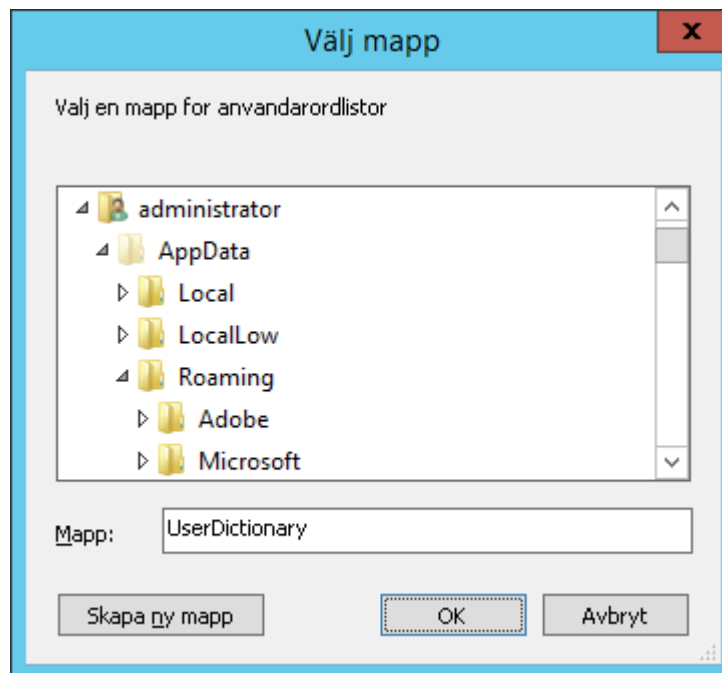 Välj mapp
x
Valj en mapp for anvandarordlistor
administrator
AppData
Local
LocalLow
Roaming
Adobe
Microsoft
Mapp: UserDictionary
Skapa ny mapp OK Avbryt